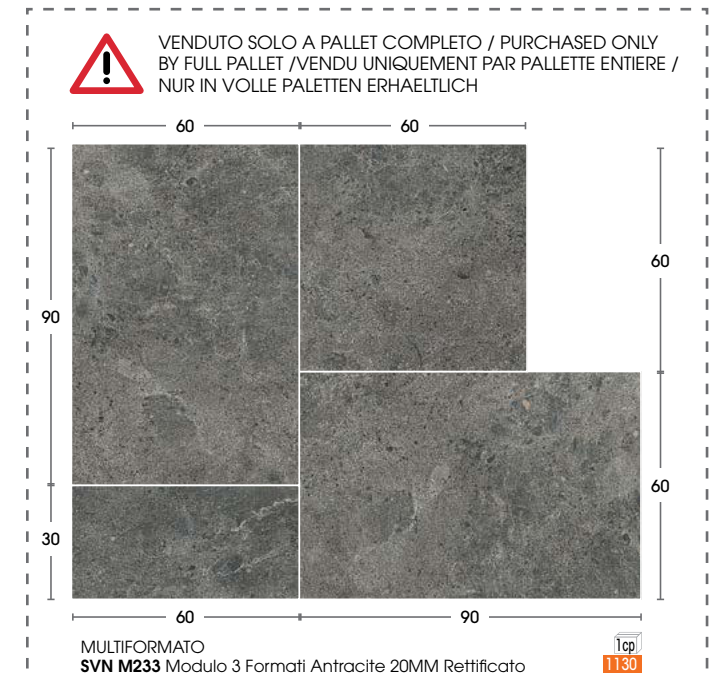 VENDUTO SOLO A PALLET COMPLETO / PURCHASED ONLY
BY FULL PALLET /VENDU UNIQUEMENT PAR PALLETTE ENTIERE /
NUR IN VOLLE PALETTEN ERHAELTLICH
60
60
60
90
60
30
60
90
MULTIFORMATO
SVN M233 Modulo 3 Formati Antracite 20MM Rettificato
1cp
1130